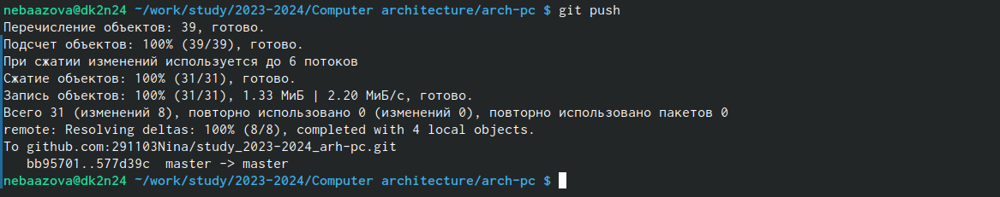 nebaazova@dk2n24 ~/work/study/2023-2024/Computer architecture/arch-pc $ git push
Перечисление объектов: 39, готово.
Подсчет объектов: 100% (39/39), готово.
При сжатии изменений используется до 6 потоков
Сжатие объектов: 100% (31/31), готово.
Запись объектов: 100% (31/31), 1.33 МиБ | 2.20 МиБ/с, готово.
Всего 31 (изменений 8), повторно использовано 0 (изменений 0), повторно использовано пакетов 0
remote: Resolving deltas: 100% (8/8), completed with 4 local objects.
To github.com:291103Nina/study_2023-2024_arh-pc.git
   bb95701..577d39c  master -> master
nebaazova@dk2n24 ~/work/study/2023-2024/Computer architecture/arch-pc $